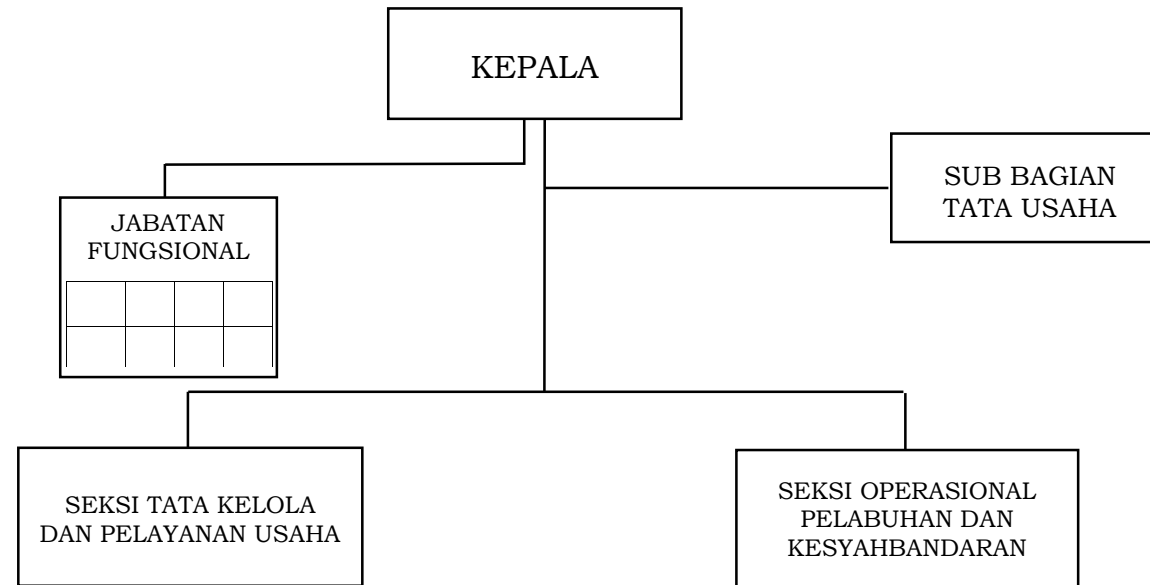 KEPALA
SUB BAGIAN
TATA USAHA
JABATAN
FUNGSIONAL
SEKSI TATA KELOLA
DAN PELAYANAN USAHA
SEKSI OPERASIONAL
PELABUHAN DAN
KESYAHBANDARAN